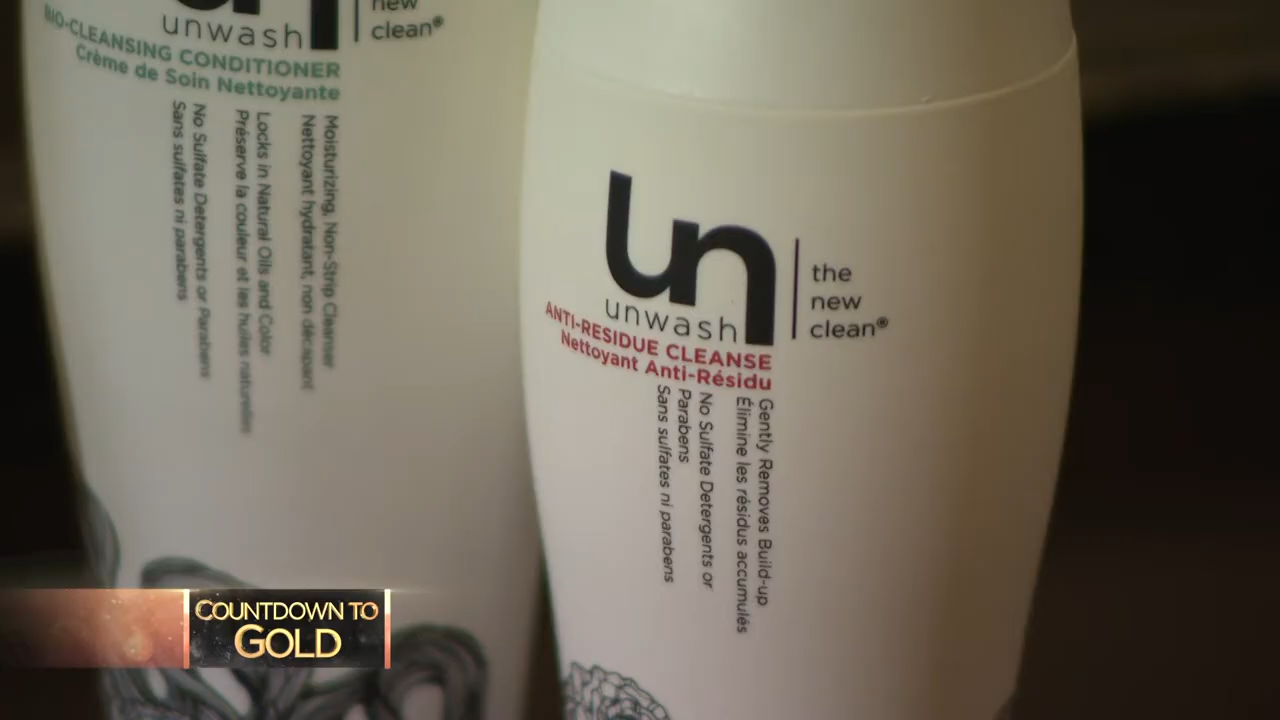 un
unwash
new
clean®
BIO-CLEANSING CONDITIONER
Crème de Soin Nettoyante
Moisturizing, Non-Strip Cleanser
Nettoyant hydratant, non décapant
Locks in Natural Oils and Color
Préserve la couleur et les huiles naturelles
No Sulfate Detergents or Parabens
Sans sulfates ni parabens
un
unwash
the
new
clean®
ANTI-RESIDUE CLEANSE
Nettoyant Anti-Résidu
Gently Removes Build-up
Élimine les résidus accumulés
No Sulfate Detergents or
Parabens
Sans sulfates ni parabens
COUNTDOWN TO
GOLD